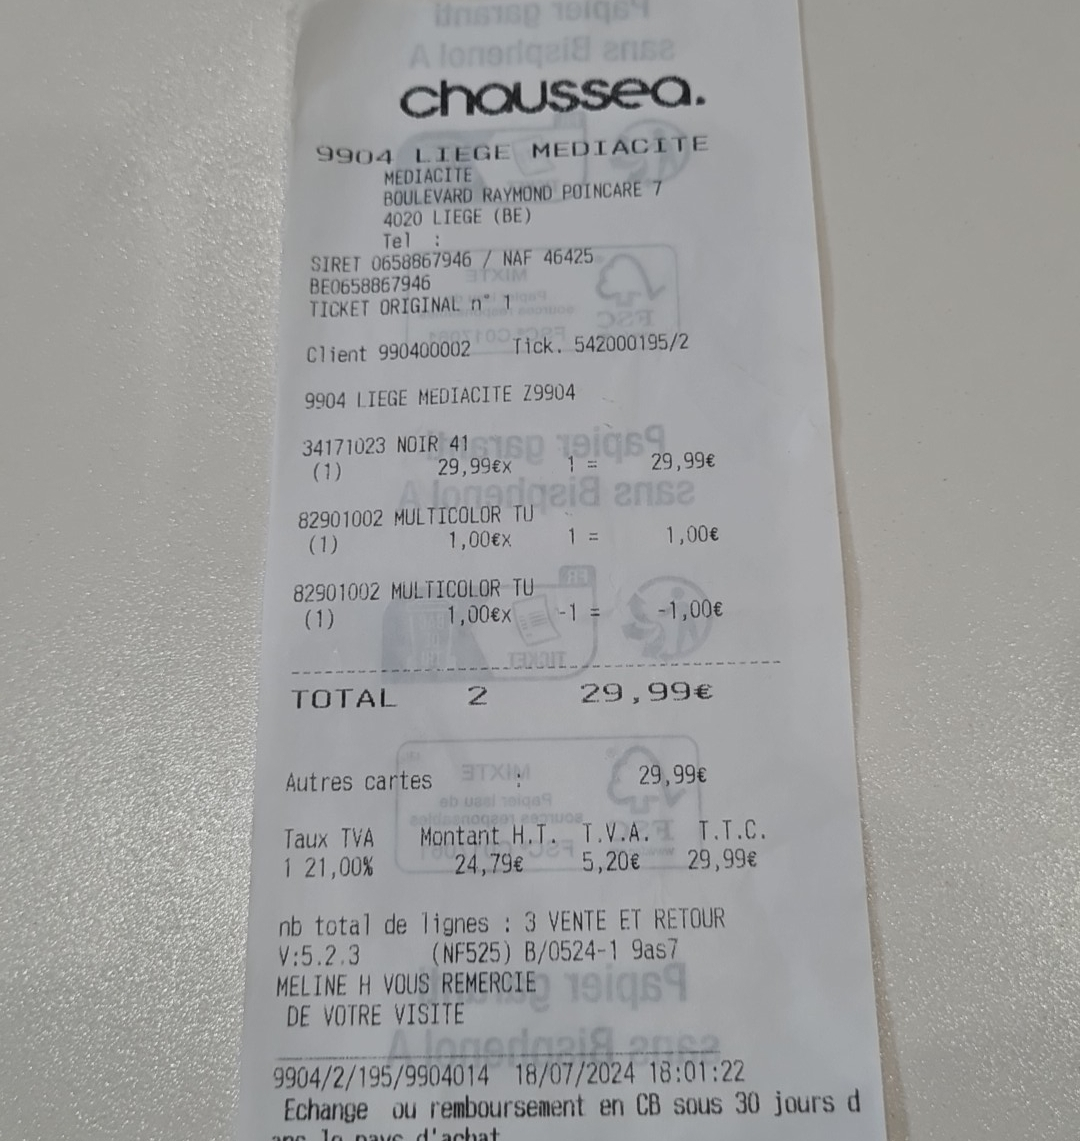 chaussea.
9904 LIEGE MEDIACITE
MEDIACITE
BOULEVARD RAYMOND POINCARE 7
4020 LIEGE (BE)
Tel :
SIRET 0658867946 / NAF 46425
BE0658867946
TICKET ORIGINAL n° 1
Client 990400002 Tick. 542000195/2
9904 LIEGE MEDIACITE Z9904
34171023 NOIR 41
(1) 29,99€x 1 = 29,99€
82901002 MULTICOLOR TU
(1) 1,00€x 1 = 1,00€
82901002 MULTICOLOR TU
(1) 1,00€x -1 = -1,00€
TOTAL 2 29,99€
Autres cartes : 29,99€
Taux TVA Montant H.T. T.V.A. T.T.C.
1 21,00% 24,79€ 5,20€ 29,99€
nb total de lignes : 3 VENTE ET RETOUR
V:5.2.3 (NF525) B/0524-1 9as7
MELINE H VOUS REMERCIE
DE VOTRE VISITE
9904/2/195/9904014 18/07/2024 18:01:22
Echange ou remboursement en CB sous 30 jours d
ans le pays d'achat